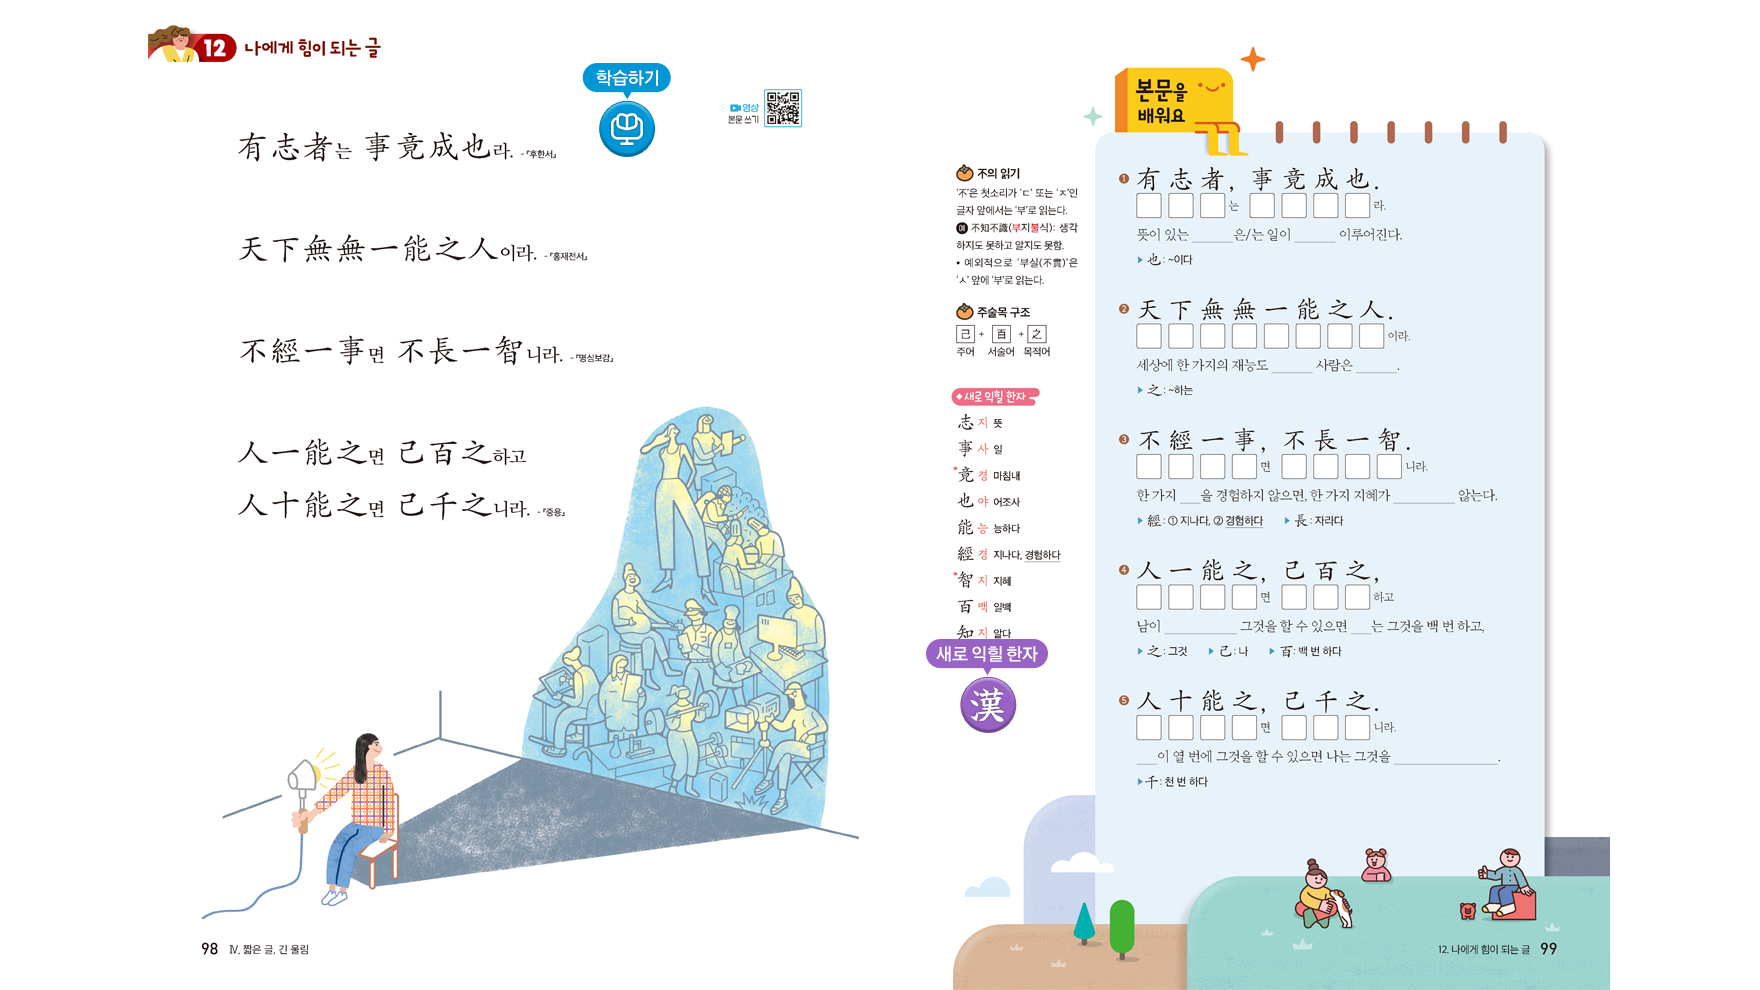 12 나에게 힘이 되는 글
학습하기
영상
본문 쓰기
有志者는 事竟成也라. -『후한서』
天下無無一能之人이라. -『홍재전서』
不經一事면 不長一智니라. -『명심보감』
人一能之면 己百之하고
人十能之면 己千之니라. -『중용』
98 Ⅳ. 짧은 글, 긴 울림
본문을
배워요
不의 읽기
'不'은 첫소리가 'ㄷ' 또는 'ㅈ'인
글자 앞에서는 '부'로 읽는다.
예 不知不識(부지불식): 생각
하지도 못하고 알지도 못함.
• 예외적으로 '부실(不實)'은
'ㅅ' 앞에 '부'로 읽는다.
주술목 구조
己 + 百 + 之
주어 서술어 목적어
새로 익힐 한자
志 지 뜻
事 사 일
*竟 경 마침내
也 야 어조사
能 능 능하다
經 경 지나다, 경험하다
*智 지 지혜
百 백 일백
知 지 알다
새로 익힐 한자
漢
1 有志者, 事竟成也.
는 라.
뜻이 있는 ______은/는 일이 ______ 이루어진다.
▶ 也 : ~이다
2 天下無無一能之人.
이라.
세상에 한 가지의 재능도 ______ 사람은 ______.
▶ 之 : ~하는
3 不經一事, 不長一智.
면 니라.
한 가지 ___을 경험하지 않으면, 한 가지 지혜가 _________ 않는다.
▶ 經 : ① 지나다, ② 경험하다 ▶ 長 : 자라다
4 人一能之, 己百之,
면 하고
남이 __________ 그것을 할 수 있으면 ___는 그것을 백 번 하고,
▶ 之 : 그것 ▶ 己 : 나 ▶ 百 : 백 번 하다
5 人十能之, 己千之.
면 니라.
___이 열 번에 그것을 할 수 있으면 나는 그것을 _______________.
▶ 千 : 천 번 하다
12. 나에게 힘이 되는 글 99